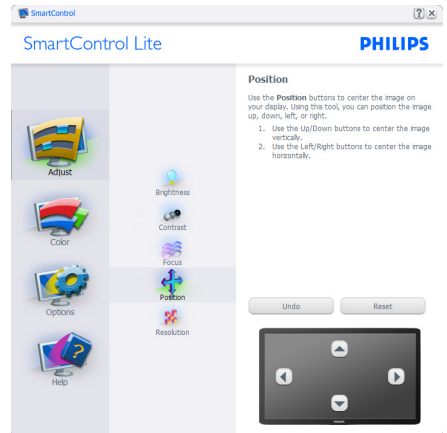 SmartControl
SmartControl Lite
PHILIPS
Adjust
Color
Options
Help
Brightness
Contrast
Focus
Position
Resolution
Position
Use the Position buttons to center the image on
your display. Using this tool, you can position the image
up, down, left, or right.
1. Use the Up/Down buttons to center the image
vertically.
2. Use the Left/Right buttons to center the image
horizontally.
Undo
Reset
PHILIPS